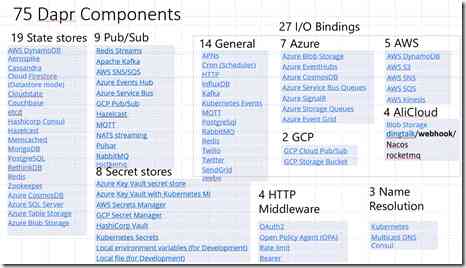 75 Dapr Components
19 State stores
AWS DynamoDB
Aerospike
Cassandra
Cloud Firestore
(Datastore mode)
Cloudstate
Couchbase
etcd
Hashicorp Consul
Hazelcast
Memcached
MongoDB
PostgreSQL
RethinkDB
Redis
Zookeeper
Azure CosmosDB
Azure SQL Server
Azure Table Storage
Azure Blob Storage
9 Pub/Sub
Redis Streams
Apache Kafka
AWS SNS/SQS
Azure Events Hub
Azure Service Bus
GCP Pub/Sub
Hazelcast
MQTT
NATS streaming
Pulsar
RabbitMQ
rocketmq
8 Secret stores
Azure Key Vault secret store
Azure Key Vault with Kubernetes MI
AWS Secrets Manager
GCP Secret Manager
HashiCorp Vault
Kubernetes Secrets
Local environment variables (for Development)
Local file (for Development)
27 I/O Bindings
14 General
APNs
Cron (Scheduler)
HTTP
InfluxDB
Kafka
Kubernetes Events
MQTT
PostgreSql
RabbitMQ
Redis
Twilio
Twitter
SendGrid
zeebe
7 Azure
Azure Blob Storage
Azure EventHubs
Azure CosmosDB
Azure Service Bus Queues
Azure SignalR
Azure Storage Queues
Azure Event Grid
2 GCP
GCP Cloud Pub/Sub
GCP Storage Bucket
5 AWS
AWS DynamoDB
AWS S3
AWS SNS
AWS SQS
AWS Kinesis
4 AliCloud
Blob Storage
dingtalk/webhook/
Nacos
rocketmq
4 HTTP
Middleware
OAuth2
Open Policy Agent (OPA)
Rate limit
Bearer
3 Name
Resolution
Kubernetes
Multicast DNS
Consul